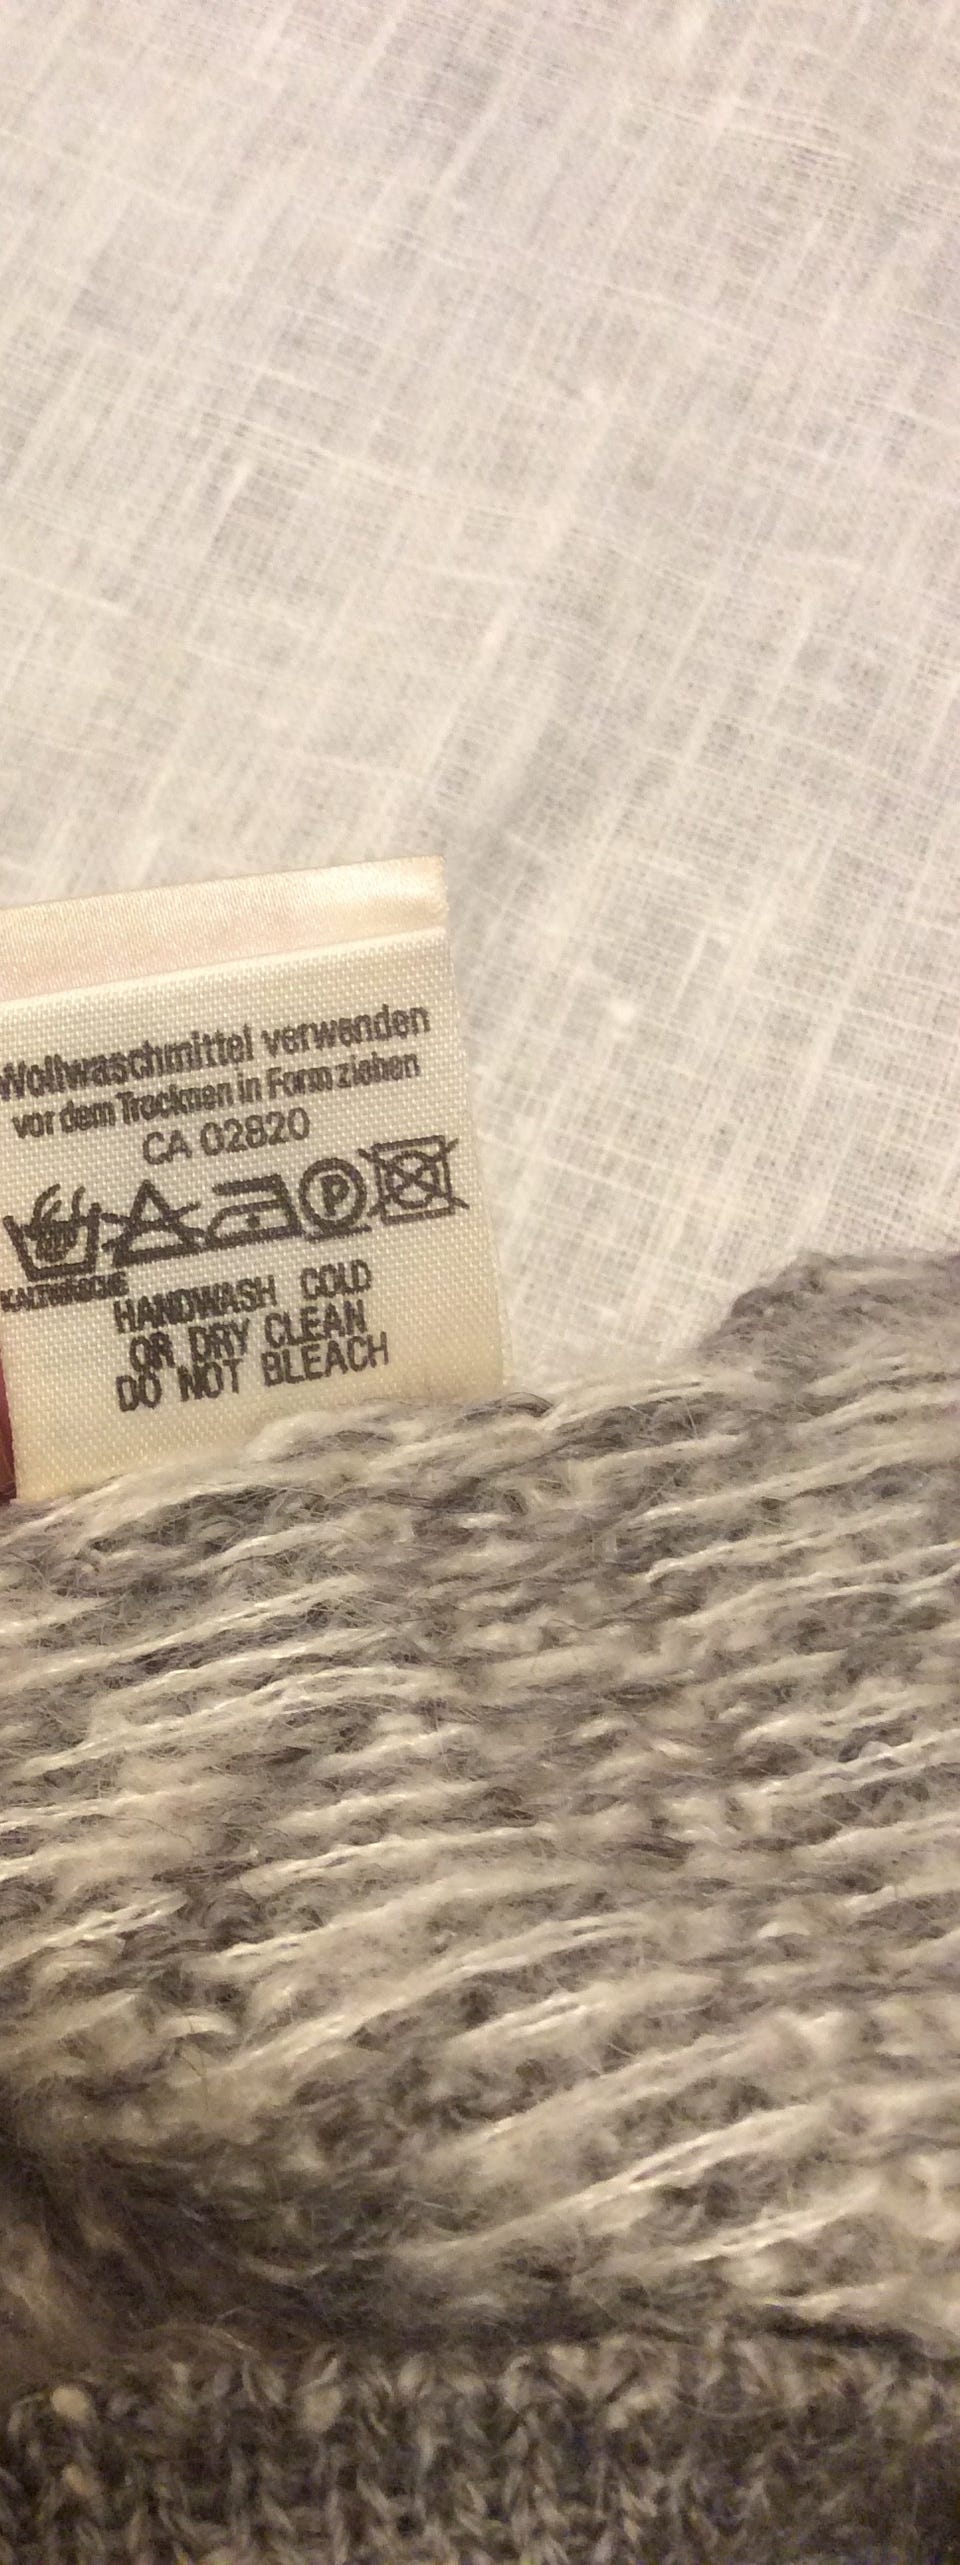 Wollwaschmittel verwenden
vor dem Trocknen in Form ziehen
CA 02820
P
KALTWÄSCHE
HANDWASH COLD
OR DRY CLEAN
DO NOT BLEACH